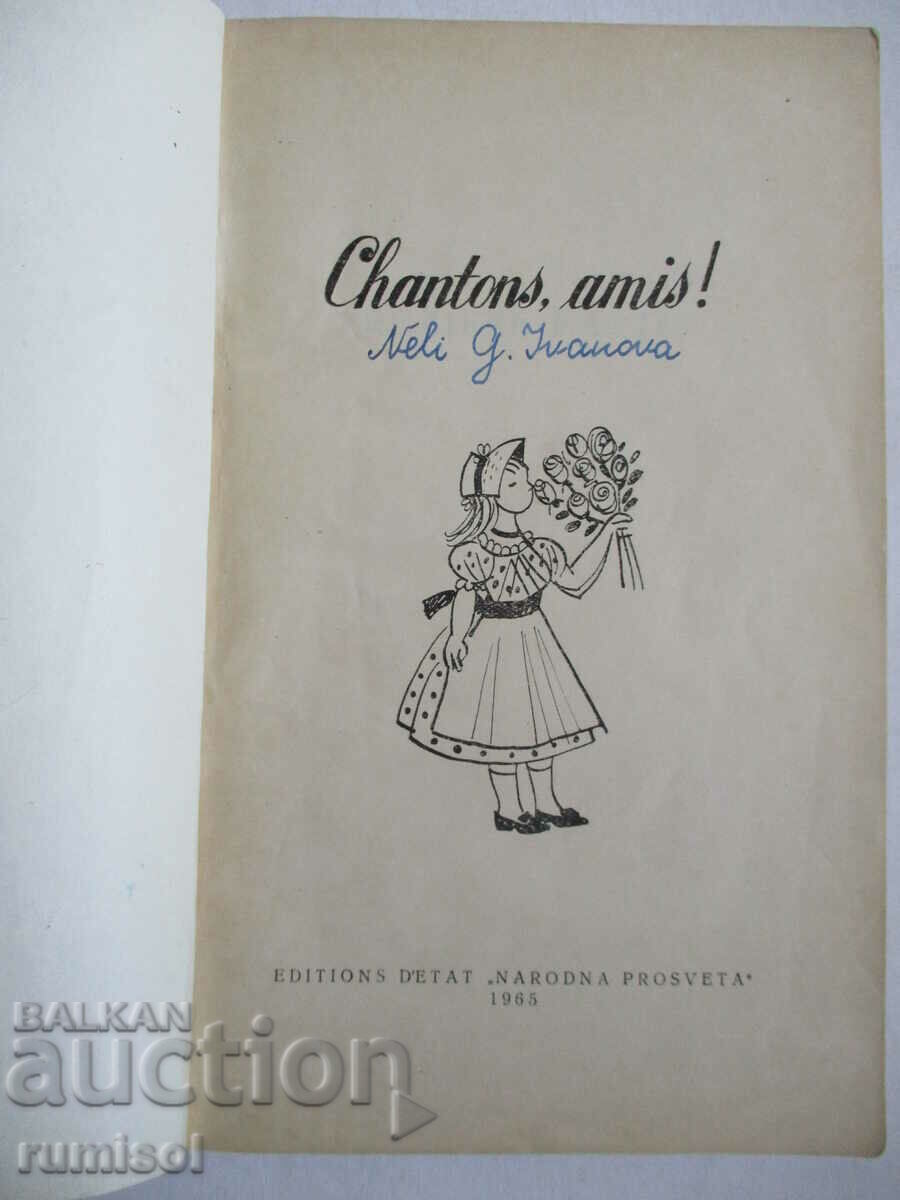 Chantons, amis!
Neli G. Ivanova
EDITIONS D'ETAT „NARODNA PROSVETA“
1965
BALKAN
auction
rumisol